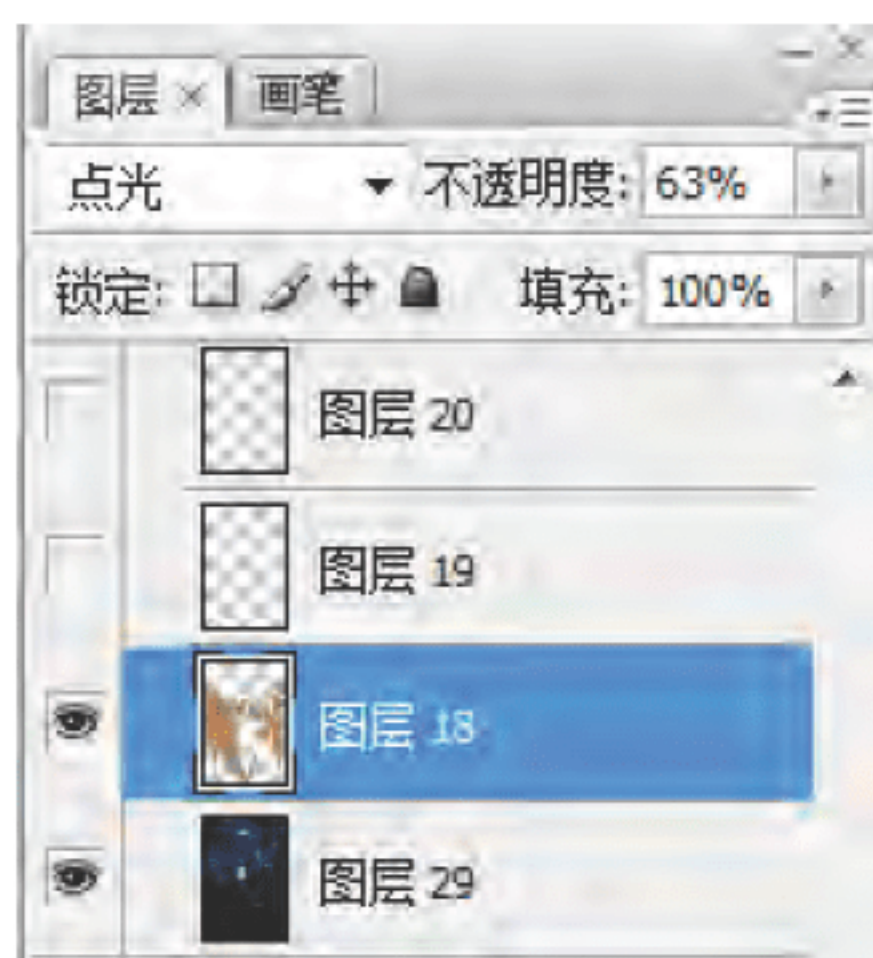 图层 × 画笔
点光 不透明度: 63%
锁定: 填充: 100%
图层 20
图层 19
图层 18
图层 29